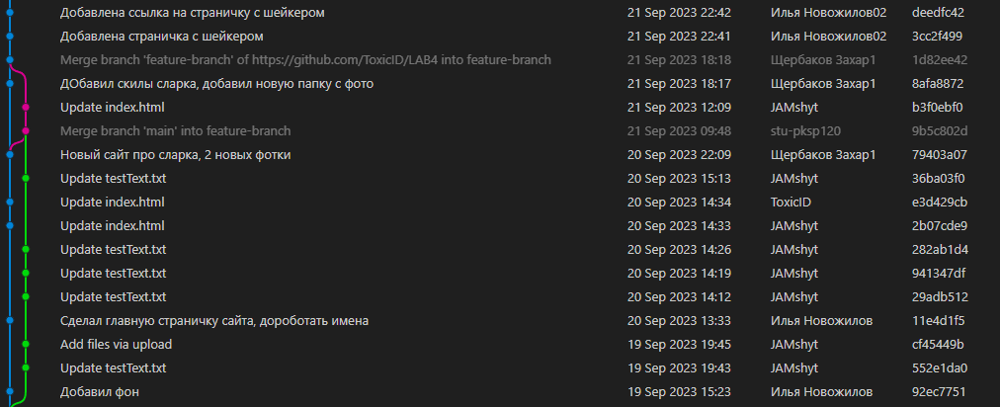 Добавлена ссылка на страничку с шейкером 21 Sep 2023 22:42 Илья Новожилов02 deedfc42
Добавлена страничка с шейкером 21 Sep 2023 22:41 Илья Новожилов02 3cc2f499
Merge branch 'feature-branch' of https://github.com/ToxicID/LAB4 into feature-branch 21 Sep 2023 18:18 Щербаков Захар1 1d82ee42
ДОбавил скилы сларка, добавил новую папку с фото 21 Sep 2023 18:17 Щербаков Захар1 8afa8872
Update index.html 21 Sep 2023 12:09 JAMshyt b3f0ebf0
Merge branch 'main' into feature-branch 21 Sep 2023 09:48 stu-pksp120 9b5c802d
Новый сайт про сларка, 2 новых фотки 20 Sep 2023 22:09 Щербаков Захар1 79403a07
Update testText.txt 20 Sep 2023 15:13 JAMshyt 36ba03f0
Update index.html 20 Sep 2023 14:34 ToxicID e3d429cb
Update index.html 20 Sep 2023 14:33 JAMshyt 2b07cde9
Update testText.txt 20 Sep 2023 14:26 JAMshyt 282ab1d4
Update testText.txt 20 Sep 2023 14:19 JAMshyt 941347df
Update testText.txt 20 Sep 2023 14:12 JAMshyt 29adb512
Сделал главную страничку сайта, дороботать имена 20 Sep 2023 13:33 Илья Новожилов 11e4d1f5
Add files via upload 19 Sep 2023 19:45 JAMshyt cf45449b
Update testText.txt 19 Sep 2023 19:43 JAMshyt 552e1da0
Добавил фон 19 Sep 2023 15:23 Илья Новожилов 92ec7751